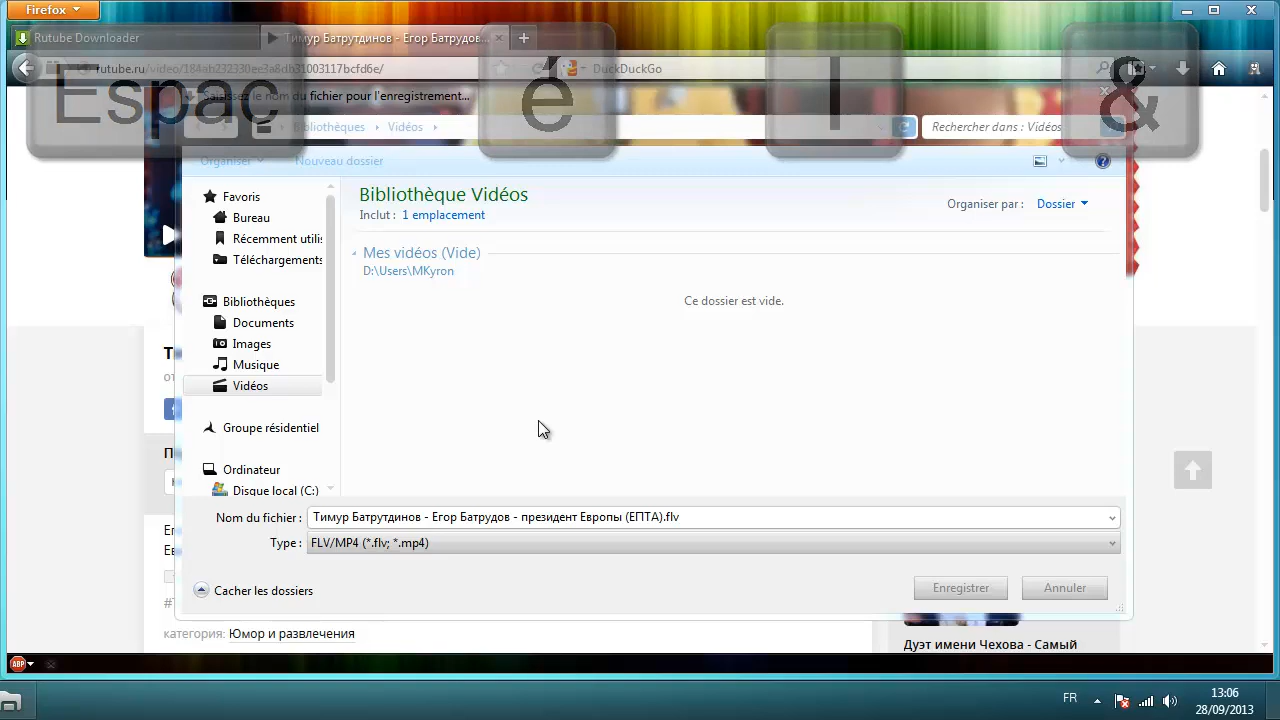 Firefox
Rutube Downloader
Тимур Батрутдинов - Егор Батрудов...
rutube.ru/video/184ab232330ec3a8db31003117bcfd6e/
DuckDuckGo
Espac
é
l
&
Saisissez le nom du fichier pour l'enregistrement...
Bibliothèques
Vidéos
Rechercher dans : Vidéos
Organiser
Nouveau dossier
Favoris
Bureau
Récemment utilis
Téléchargements
Bibliothèques
Documents
Images
Musique
Vidéos
Groupe résidentiel
Ordinateur
Disque local (C:)
Bibliothèque Vidéos
Inclut : 1 emplacement
Organiser par : Dossier
Mes vidéos (Vide)
D:\Users\MKyron
Ce dossier est vide.
Nom du fichier : Тимур Батрутдинов - Егор Батрудов - президент Европы (ЕПТА).flv
Type : FLV/MP4 (*.flv; *.mp4)
Cacher les dossiers
Enregistrer
Annuler
категория: Юмор и развлечения
Дуэт имени Чехова - Самый
ABP
FR
13:06
28/09/2013